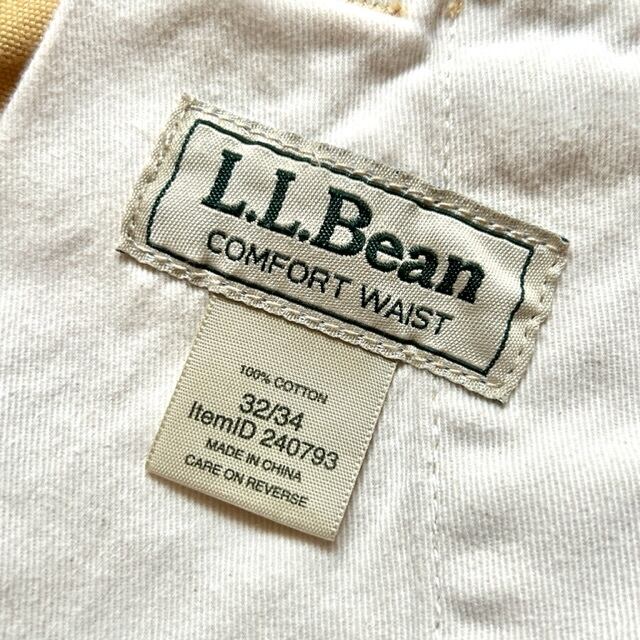 L.L.Bean
COMFORT WAIST
100% COTTON
32/34
ItemID 240793
MADE IN CHINA
CARE ON REVERSE